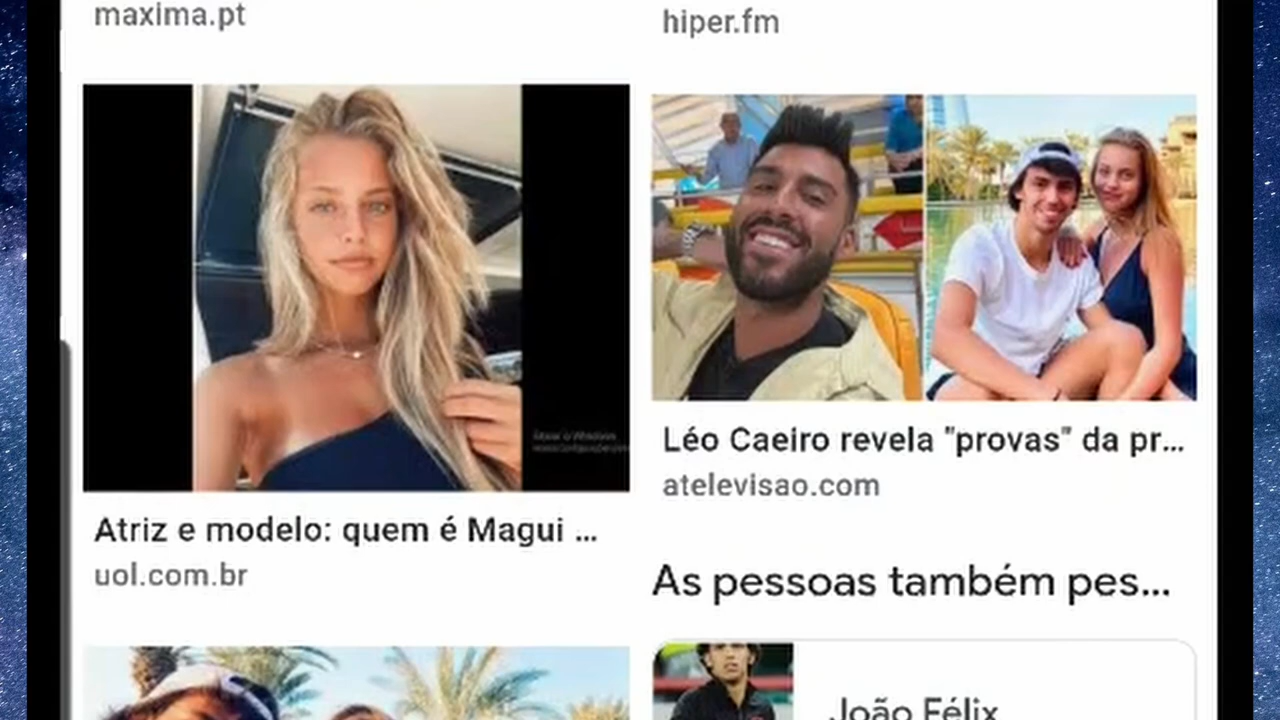 maxima.pt
hiper.fm
Léo Caeiro revela "provas" da pr...
atelevisao.com
Atriz e modelo: quem é Magui ...
uol.com.br
As pessoas também pes...
João Félix